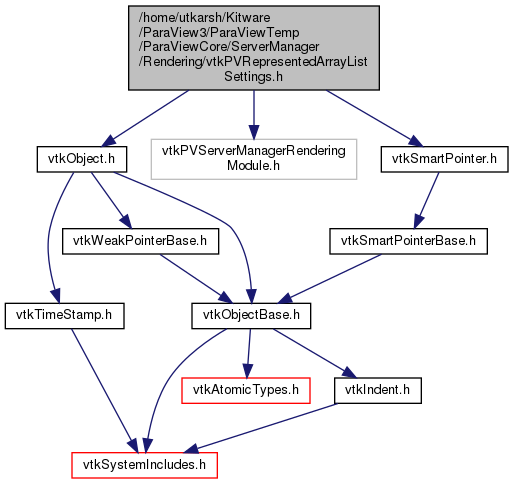 /home/utkarsh/Kitware
/ParaView3/ParaViewTemp
/ParaViewCore/ServerManager
/Rendering/vtkPVRepresentedArrayList
Settings.h
vtkObject.h
vtkPVServerManagerRendering
Module.h
vtkSmartPointer.h
vtkWeakPointerBase.h
vtkSmartPointerBase.h
vtkTimeStamp.h
vtkObjectBase.h
vtkAtomicTypes.h
vtkIndent.h
vtkSystemIncludes.h